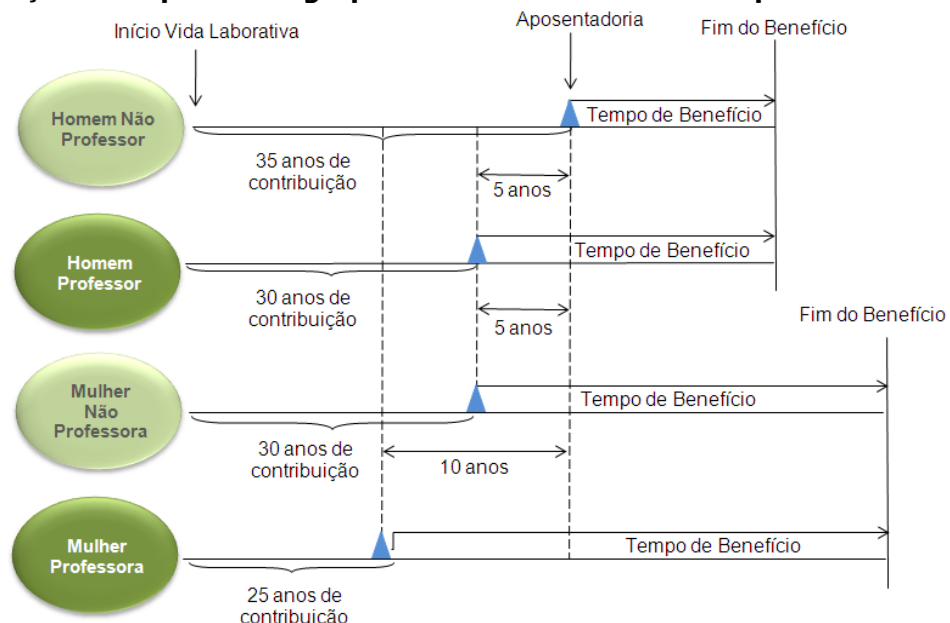 Início Vida Laborativa
Aposentadoria
Fim do Benefício
Homem Não
Professor
Tempo de Benefício
35 anos de
contribuição
5 anos
Homem
Professor
Tempo de Benefício
30 anos de
contribuição
5 anos
Fim do Benefício
Mulher
Não
Professora
Tempo de Benefício
30 anos de
contribuição
10 anos
Mulher
Professora
Tempo de Benefício
25 anos de
contribuição